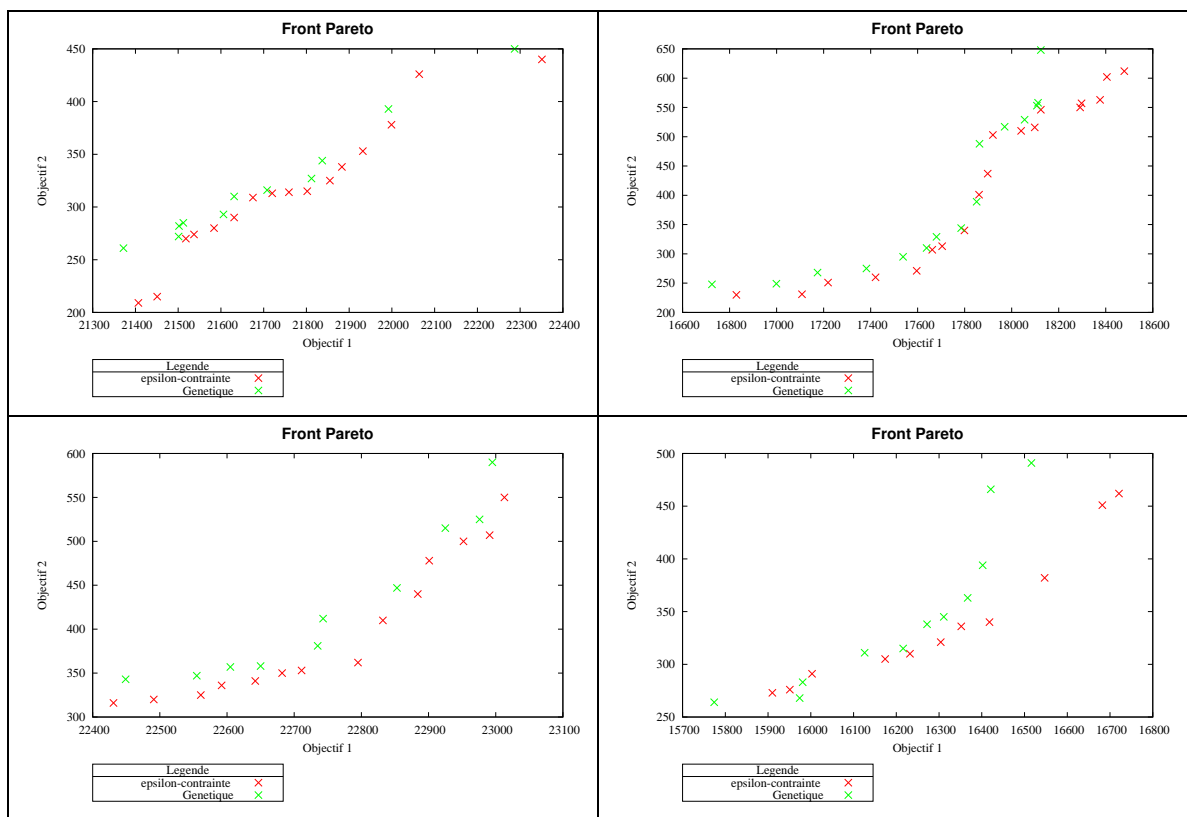 Front Pareto
450
400
350
300
250
200
Objectif 2
21300 21400 21500 21600 21700 21800 21900 22000 22100 22200 22300 22400
Objectif 1
Legende
epsilon-contrainte
Genetique
Front Pareto
650
600
550
500
450
400
350
300
250
200
Objectif 2
16600 16800 17000 17200 17400 17600 17800 18000 18200 18400 18600
Objectif 1
Legende
epsilon-contrainte
Genetique
Front Pareto
600
550
500
450
400
350
300
Objectif 2
22400 22500 22600 22700 22800 22900 23000 23100
Objectif 1
Legende
epsilon-contrainte
Genetique
Front Pareto
500
450
400
350
300
250
Objectif 2
15700 15800 15900 16000 16100 16200 16300 16400 16500 16600 16700 16800
Objectif 1
Legende
epsilon-contrainte
Genetique